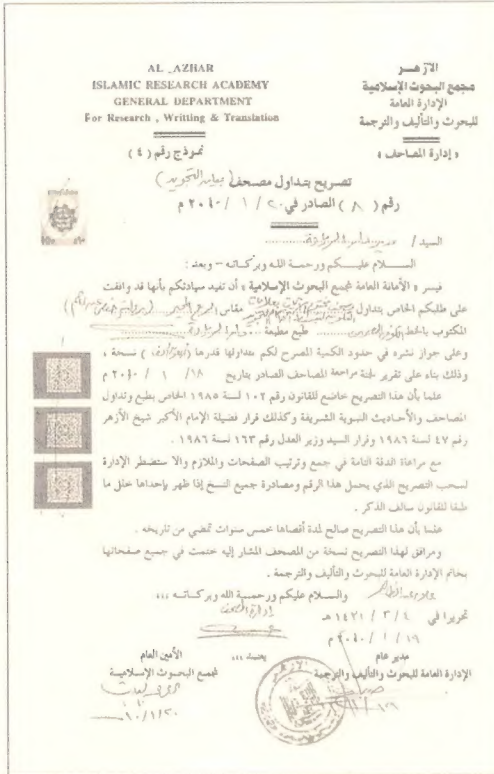 AL_AZHAR
ISLAMIC RESEARCH ACADEMY
GENERAL DEPARTMENT
For Research , Writting & Translation
الأزهر
مجمع البحوث الإسلامية
الإدارة العامة
للبحوث والتأليف والترجمة
« إدارة المصاحف »
نموذج رقم ( ٤ )
تصريح بتداول مصحف (
رقم ( ٨ ) الصادر في ٢٠ / ١ /
السيد /
السلام عليكم ورحمة الله وبركاته – وبعد :
فيسر « الأمانة العامة لمجمع البحوث الإسلامية » أن تفيد سيادتكم بأنها قد وافقت
على طلبكم الخاص بتداول
مقاس
المكتوب بالخط
طبع مطبعة
وعلى جواز نشره في حدود الكمية المصرح لكم بتداولها قدرها (
) نسخة ،
وذلك بناء على تقرير لجنة مراجعة المصاحف الصادر بتاريخ ١٨ / ١ /
علما بأن هذا التصريح خاضع للقانون رقم ١٠٢ لسنة ١٩٨٥ الخاص بطبع وتداول
المصاحف والأحاديث النبوية الشريفة وكذلك قرار فضيلة الإمام الأكبر شيخ الأزهر
رقم ٤٧ لسنة ١٩٨٦ وقرار السيد وزير العدل رقم ١٦٣ لسنة ١٩٨٦ .
مع مراعاة الدقة التامة في جمع وترتيب الصفحات والملازم وإلا ستضطر الإدارة
لسحب التصريح الذي يحمل هذا الرقم ومصادرة جميع النسخ إذا ظهر بإحداها خلل ما
طبقا للقانون سالف الذكر .
علما بأن هذا التصريح صالح لمدة أقصاها خمس سنوات تمضي من تاريخه .
ومرافق لهذا التصريح نسخة من المصحف المشار إليه ختمت في جميع صفحاتها
بخاتم الإدارة العامة للبحوث والتأليف والترجمة .
والسلام عليكم ورحمة الله وبركاته ،،،
تحريرا في ٤ / ٣ / ١٤٢١ هـ
١٩ / ١ /
مدير عام
الإدارة العامة للبحوث والتأليف والترجمة
يعتمد ،،،
الأمين العام
لمجمع البحوث الإسلامية